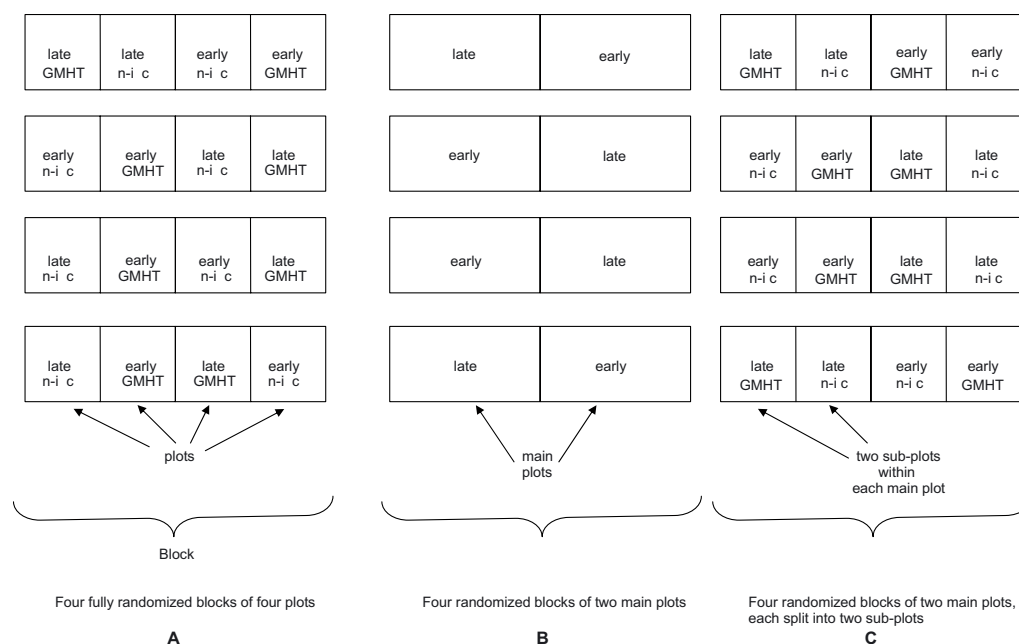 late
GMHT
late
n-i c
early
n-i c
early
GMHT
early
n-i c
early
GMHT
late
n-i c
late
GMHT
late
n-i c
early
GMHT
early
n-i c
late
GMHT
late
n-i c
early
GMHT
late
GMHT
early
n-i c
plots
Block
Four fully randomized blocks of four plots
A
late
early
early
late
early
late
late
early
main
plots
Four randomized blocks of two main plots
B
late
GMHT
late
n-i c
early
GMHT
early
n-i c
early
n-i c
early
GMHT
late
GMHT
late
n-i c
early
n-i c
early
GMHT
late
GMHT
late
n-i c
late
GMHT
late
n-i c
early
n-i c
early
GMHT
two sub-plots
within
each main plot
Four randomized blocks of two main plots,
each split into two sub-plots
C